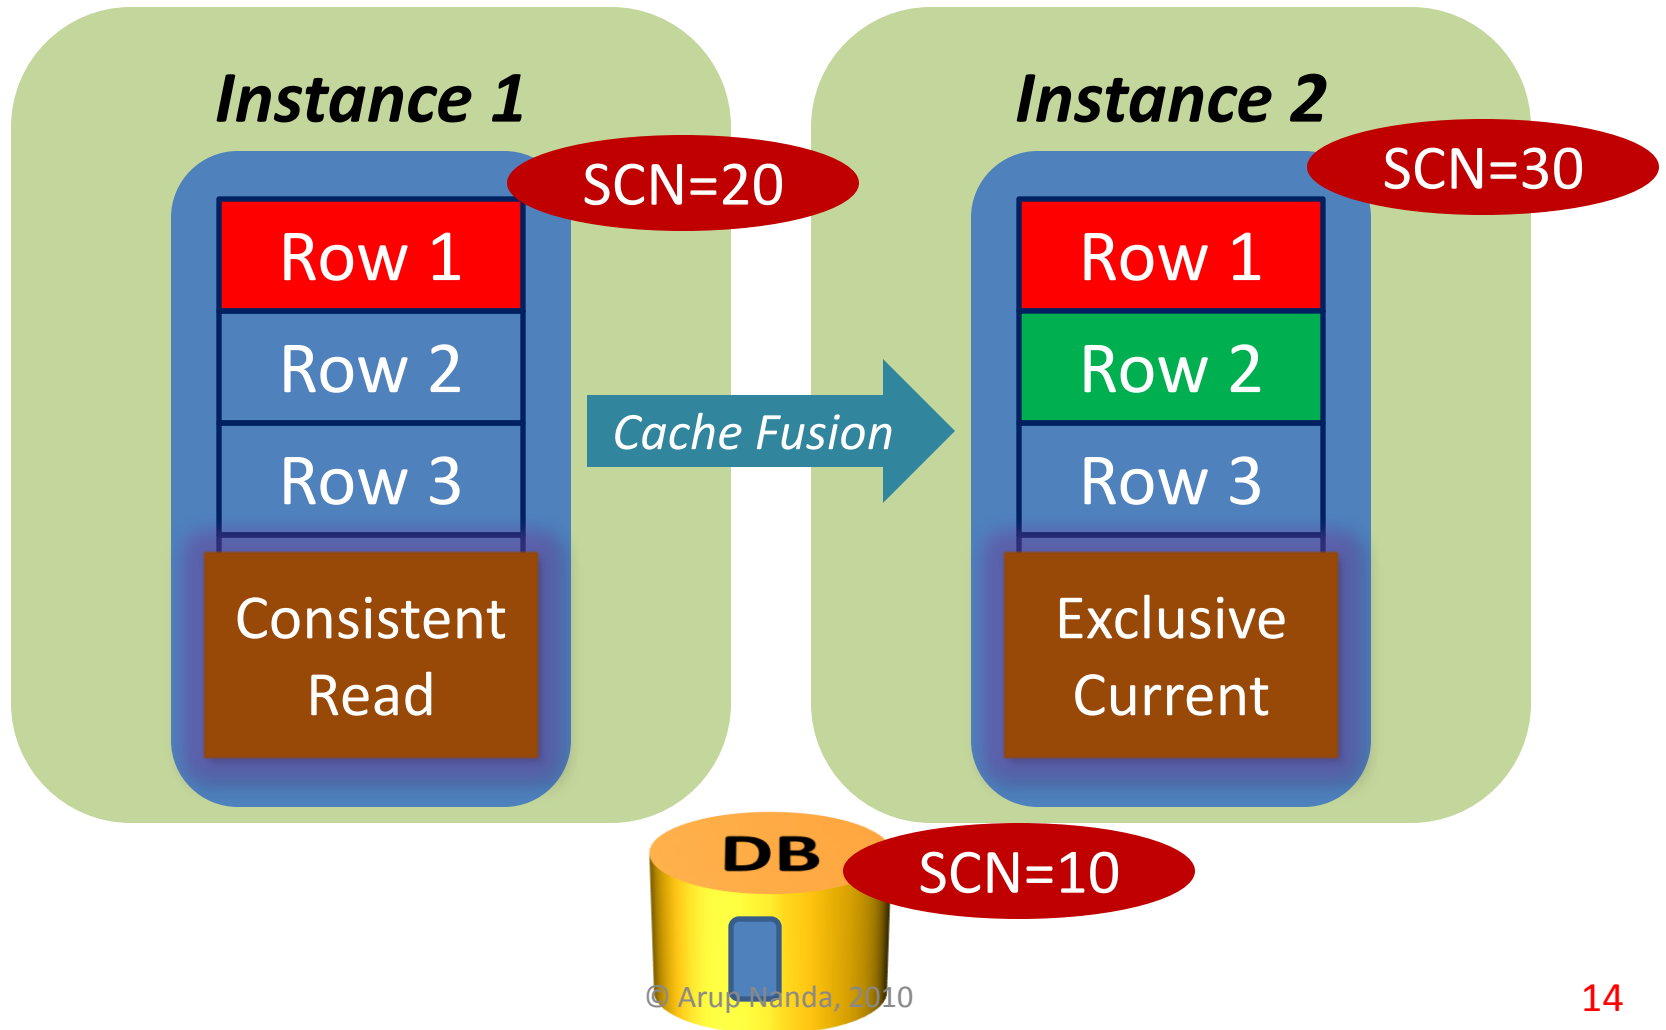 Instance 1
SCN=20
Row 1
Row 2
Row 3
Consistent
Read
Cache Fusion
Instance 2
SCN=30
Row 1
Row 2
Row 3
Exclusive
Current
DB
SCN=10
© Arup Nanda, 2010
14